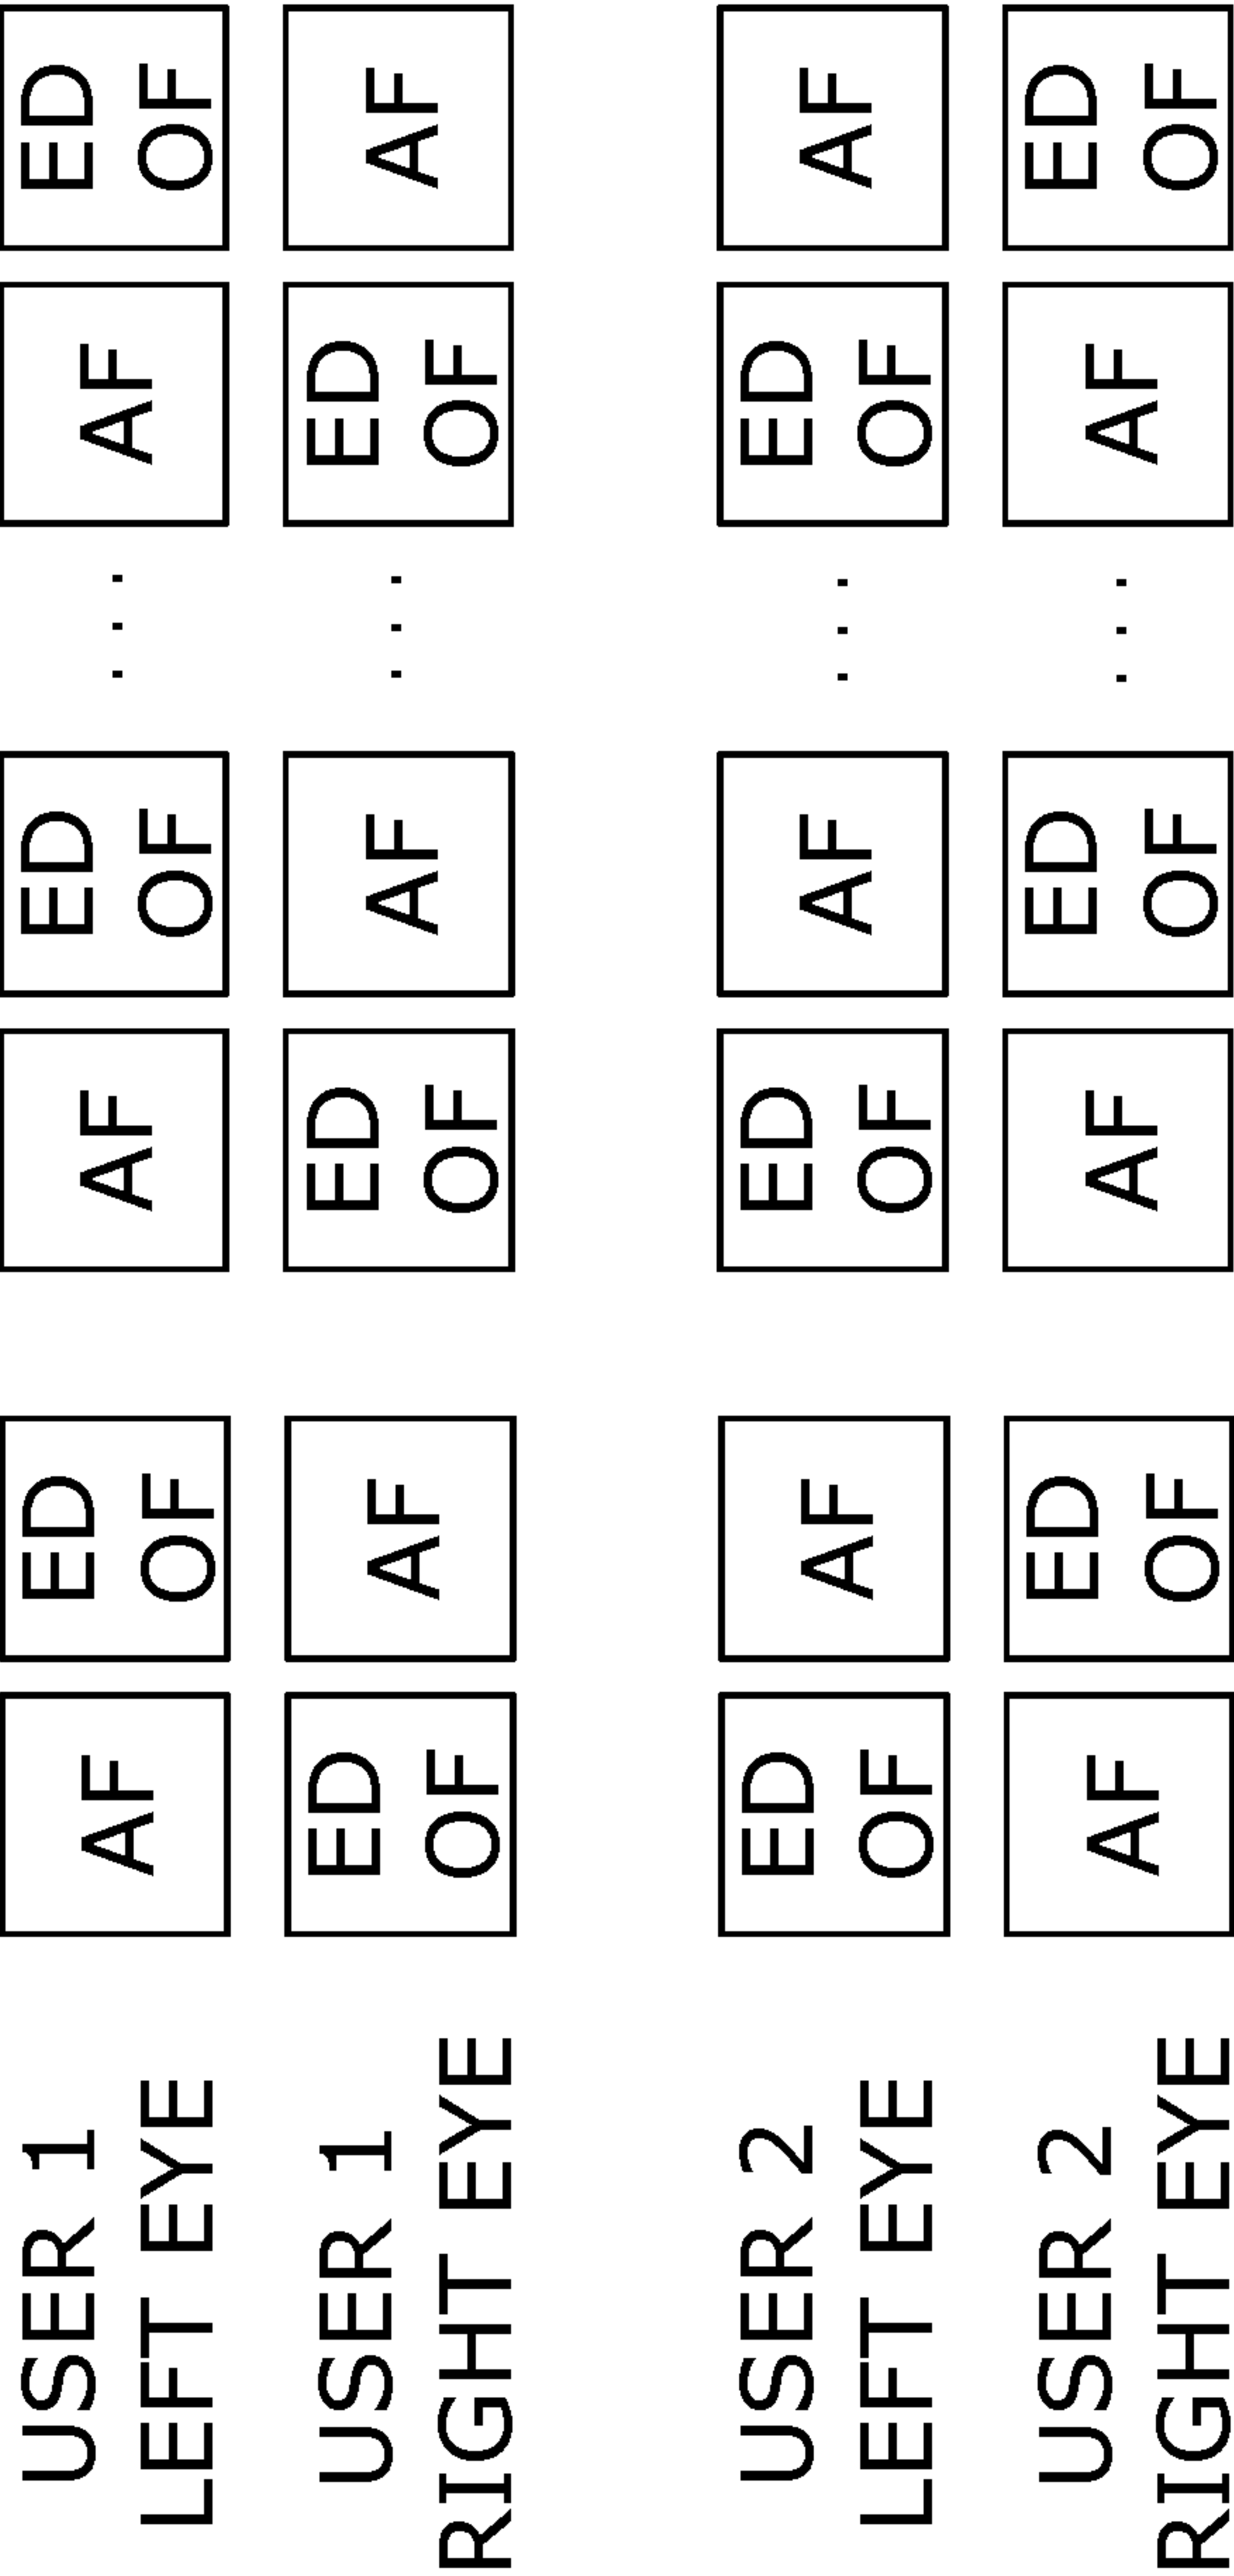 USER 1
LEFT EYE
AF
ED
OF
AF
ED
OF
...
AF
ED
OF
USER 1
RIGHT EYE
ED
OF
AF
ED
OF
AF
...
ED
OF
AF
USER 2
LEFT EYE
ED
OF
AF
ED
OF
AF
...
ED
OF
AF
USER 2
RIGHT EYE
AF
ED
OF
AF
ED
OF
...
AF
ED
OF